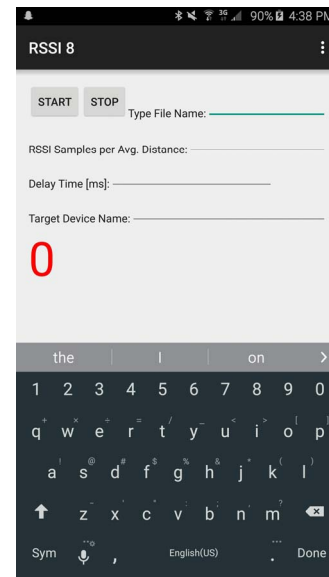 3G 90% 4:38 PM
RSSI 8
START STOP Type File Name:
RSSI Samples per Avg. Distance:
Delay Time [ms]:
Target Device Name:
0
the I on >
1 2 3 4 5 6 7 8 9 0
q w e r t y u i o p
a s d f g h j k l
z x c v b n m
Sym , English(US) . Done